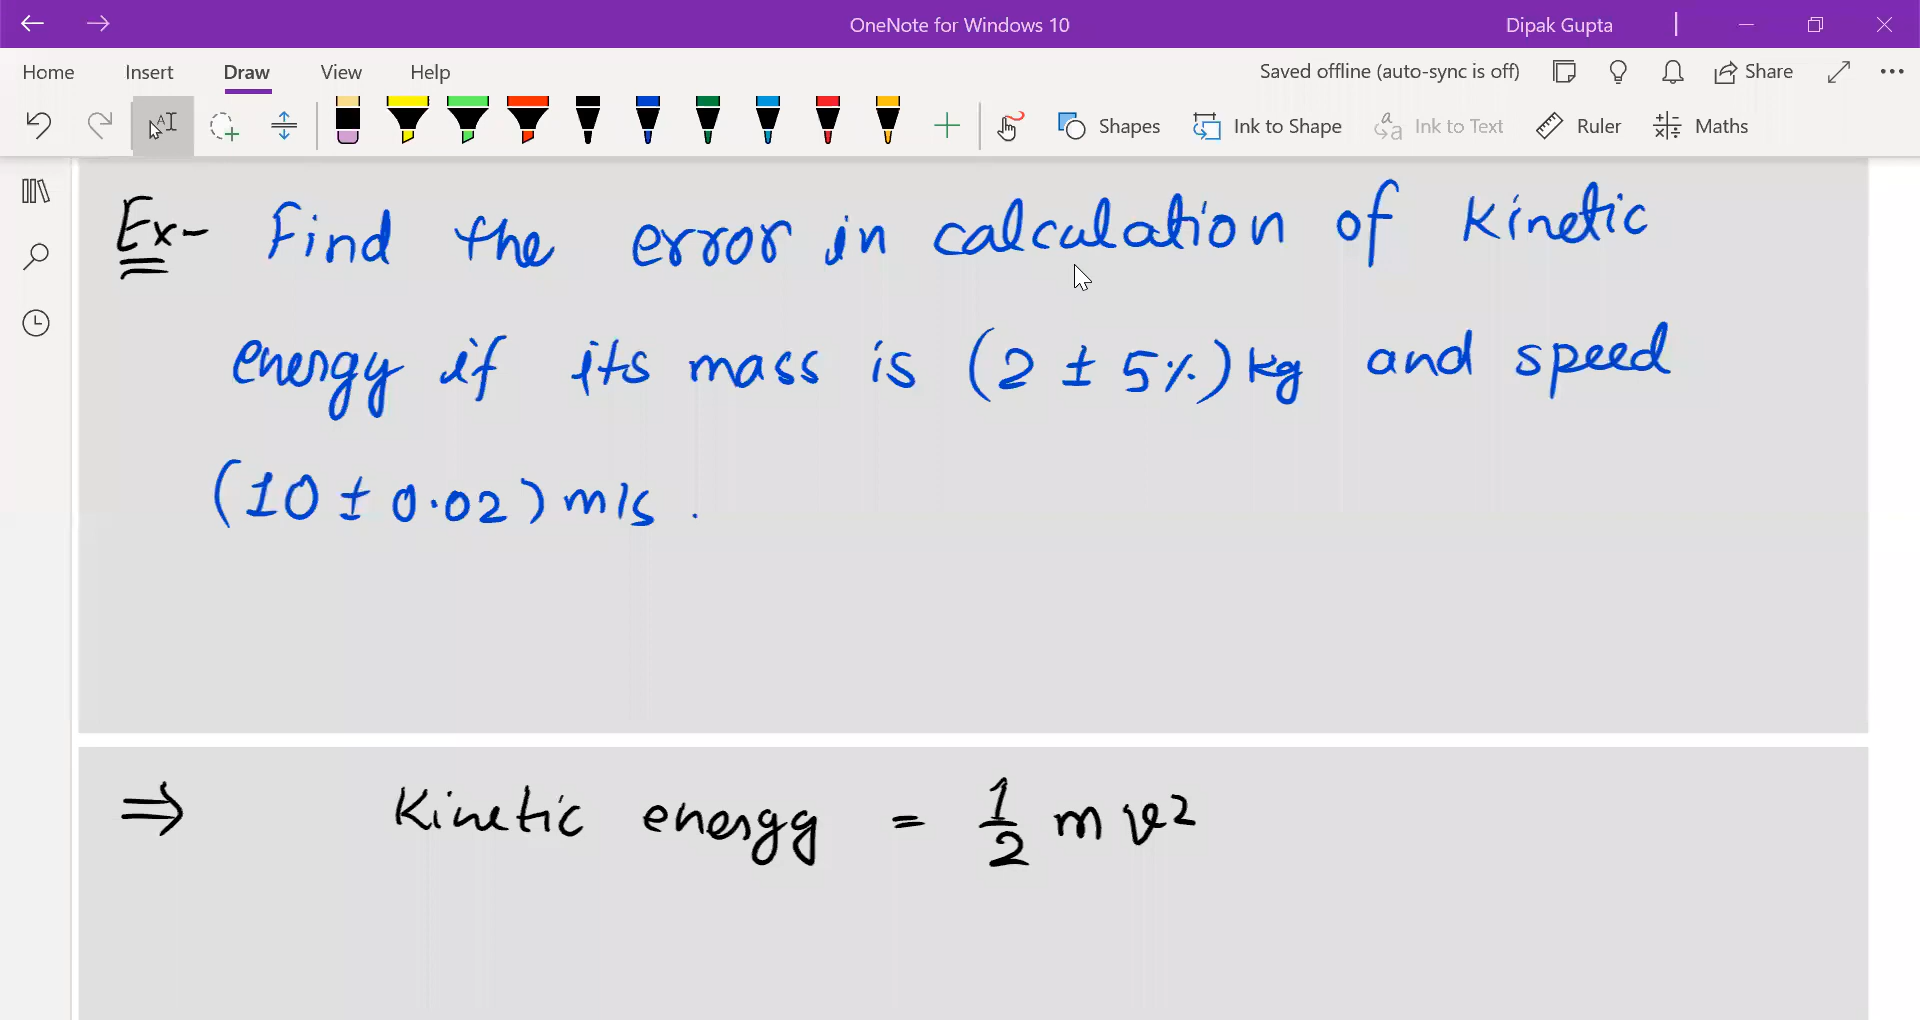 OneNote for Windows 10
Dipak Gupta
Home Insert Draw View Help
Saved offline (auto-sync is off) Share
Shapes Ink to Shape Ink to Text Ruler Maths
Ex- Find the error in calculation of Kinetic
energy if its mass is (2 ± 5%) kg and speed
(10 ± 0.02) m/s .
⇒ Kinetic energy = 1/2 m v²